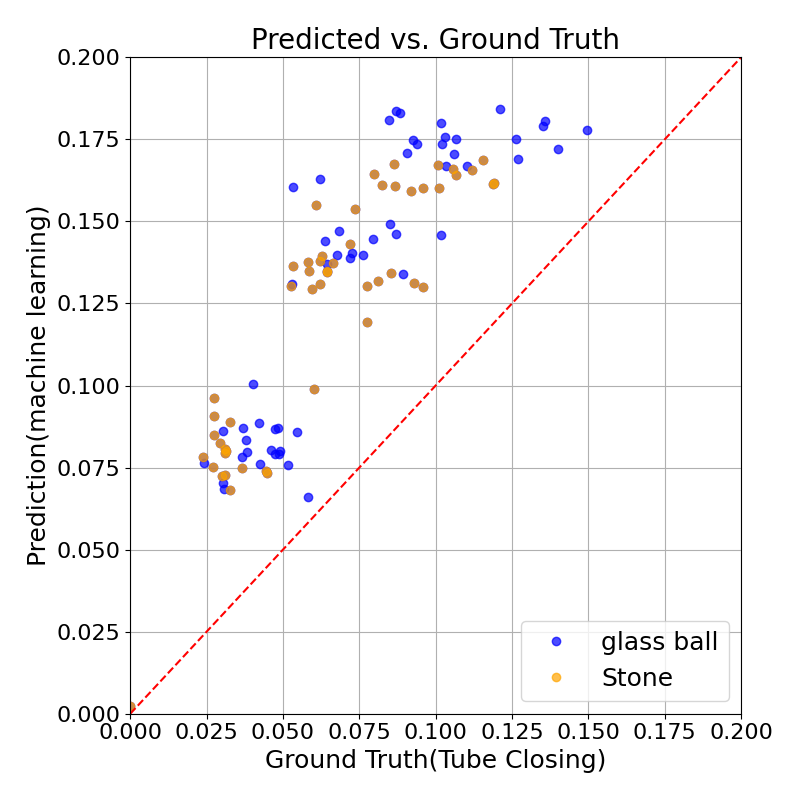 Predicted vs. Ground Truth
0.200
0.175
0.150
0.125
0.100
0.075
0.050
0.025
0.000
Prediction(machine learning)
glass ball
Stone
0.000 0.025 0.050 0.075 0.100 0.125 0.150 0.175 0.200
Ground Truth(Tube Closing)